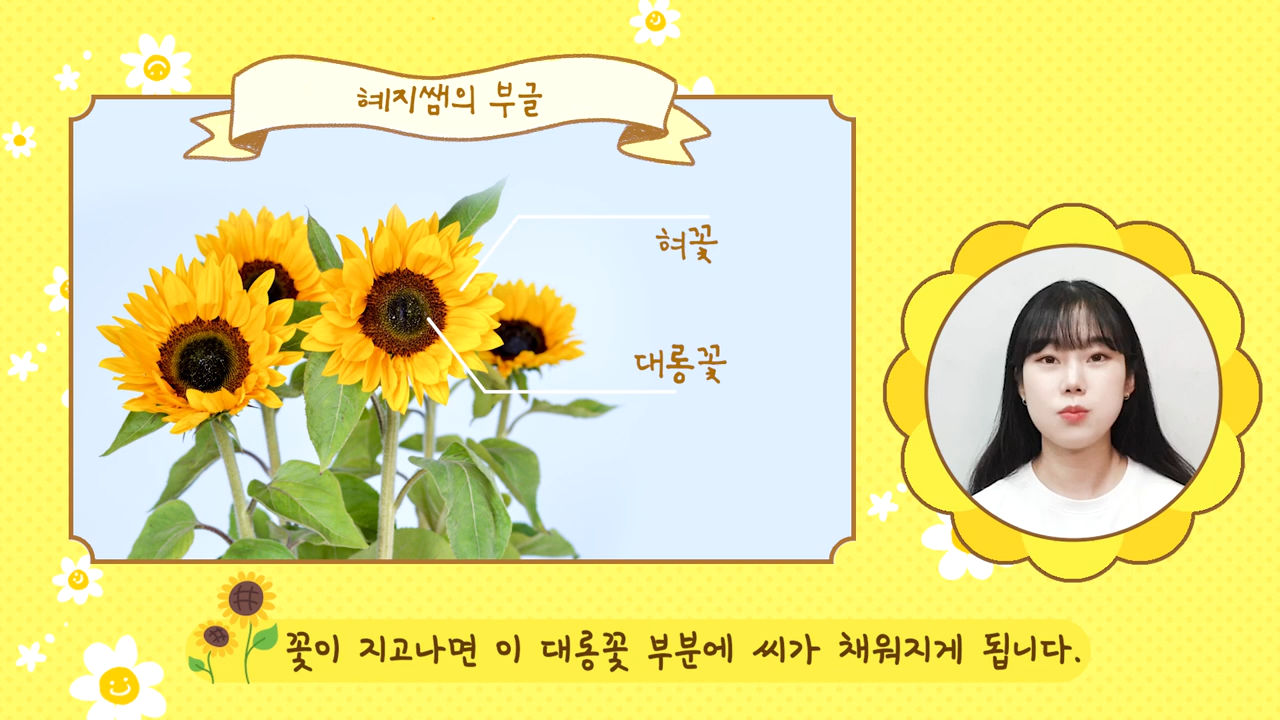 혜지쌤의 부글
혀꽃
대롱꽃
꽃이 지고나면 이 대롱꽃 부분에 씨가 채워지게 됩니다.